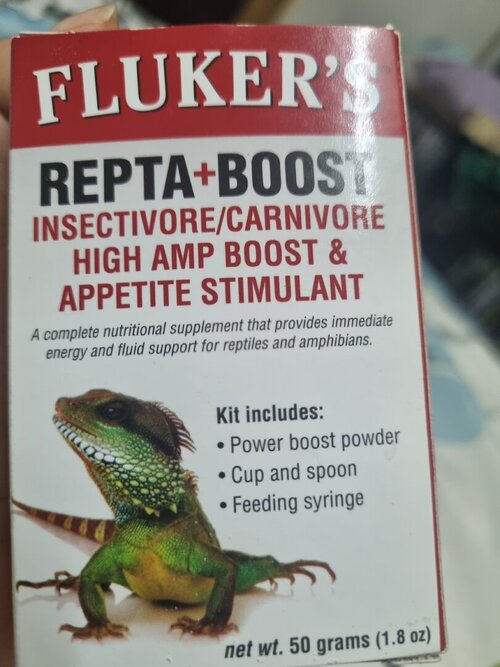 FLUKER'S
REPTA+BOOST
INSECTIVORE/CARNIVORE
HIGH AMP BOOST &
APPETITE STIMULANT
A complete nutritional supplement that provides immediate
energy and fluid support for reptiles and amphibians.
Kit includes:
• Power boost powder
• Cup and spoon
• Feeding syringe
net wt. 50 grams (1.8 oz)